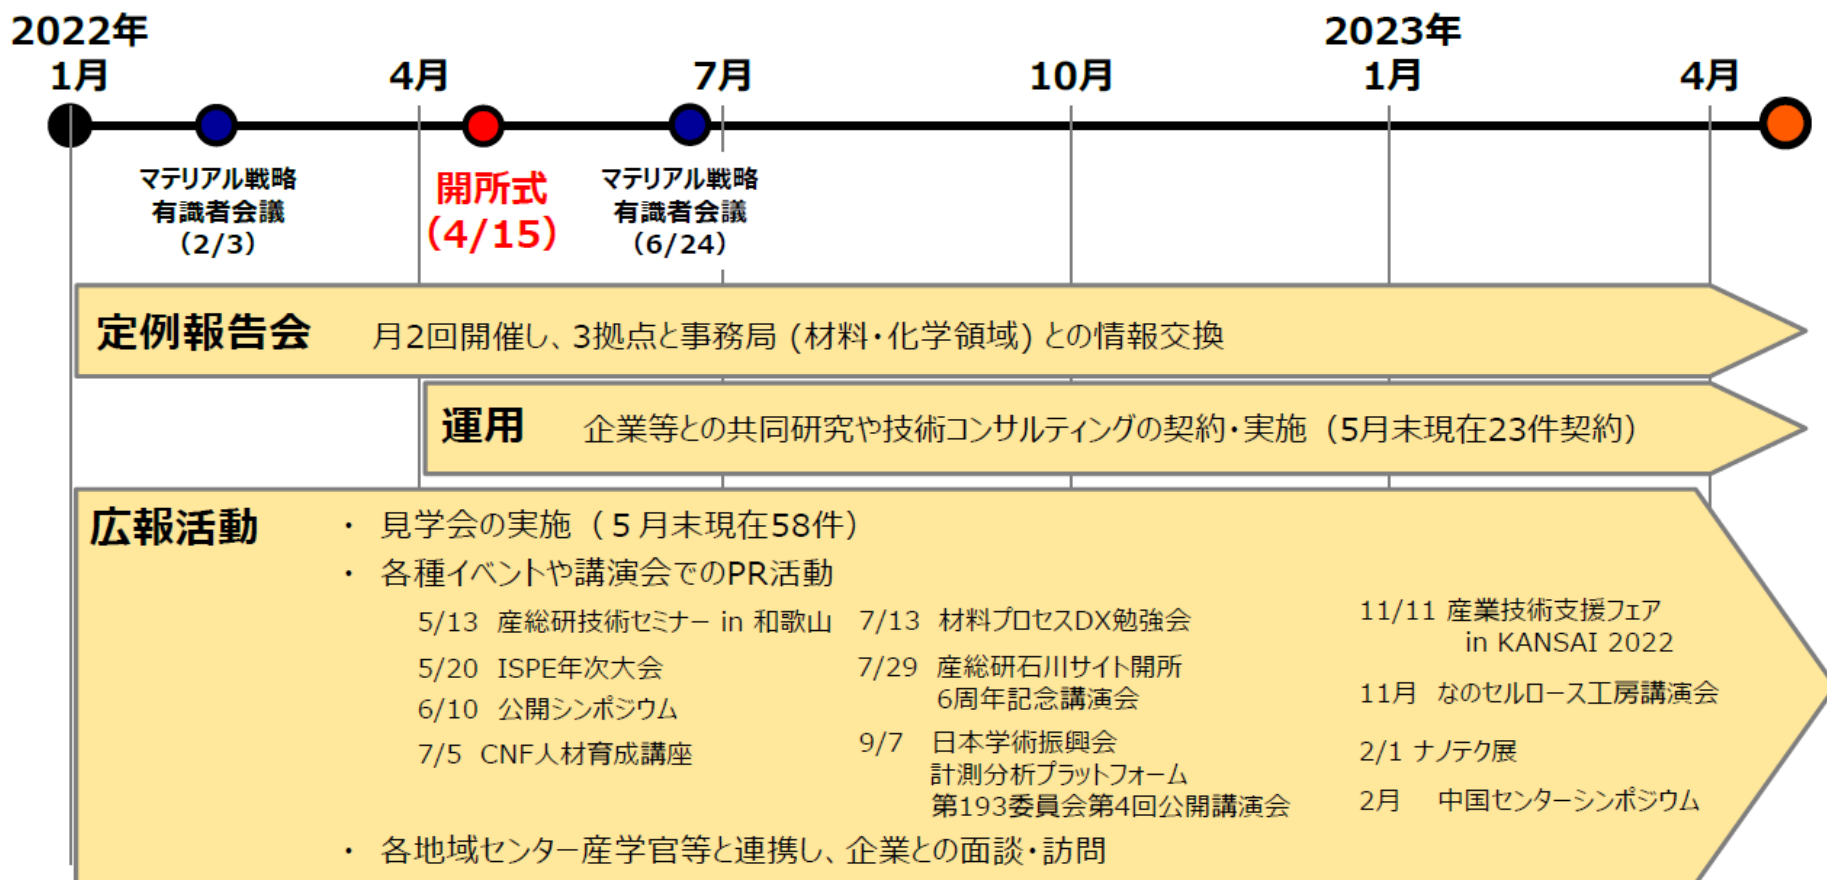 2022年
2023年
1月
4月
7月
10月
1月
4月
マテリアル戦略
有識者会議
（2/3）
開所式
（4/15）
マテリアル戦略
有識者会議
（6/24）
定例報告会 月2回開催し、3拠点と事務局 (材料・化学領域) との情報交換
運用 企業等との共同研究や技術コンサルティングの契約・実施（5月末現在23件契約）
広報活動
・ 見学会の実施（５月末現在58件）
・ 各種イベントや講演会でのPR活動
5/13 産総研技術セミナー in 和歌山
5/20 ISPE年次大会
6/10 公開シンポジウム
7/5 CNF人材育成講座
7/13 材料プロセスDX勉強会
7/29 産総研石川サイト開所
6周年記念講演会
9/7 日本学術振興会
計測分析プラットフォーム
第193委員会第4回公開講演会
11/11 産業技術支援フェア
in KANSAI 2022
11月 なのセルロース工房講演会
2/1 ナノテク展
2月 中国センターシンポジウム
・ 各地域センター産学官等と連携し、企業との面談・訪問